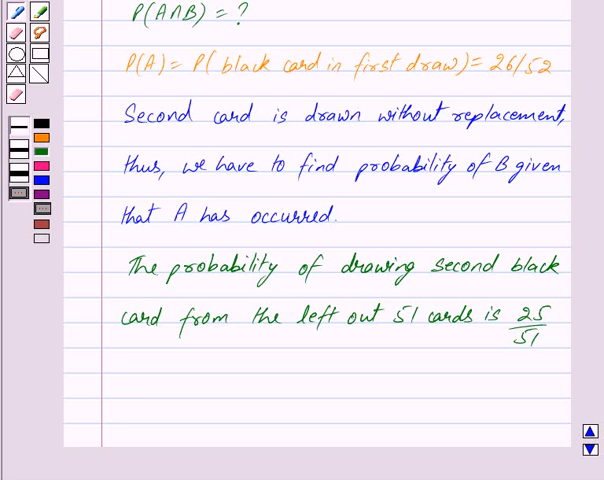 P(A∩B) = ?
P(A) = P( black card in first draw) = 26/52
Second card is drawn without replacement,
thus, we have to find probability of B given
that A has occurred.
The probability of drawing second black
card from the left out 51 cards is 25/51